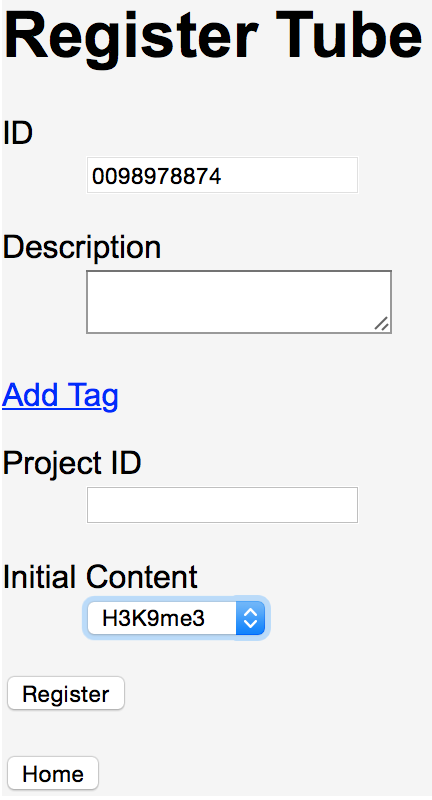 Register Tube
ID
0098978874
Description
Add Tag
Project ID
Initial Content
H3K9me3
Register
Home